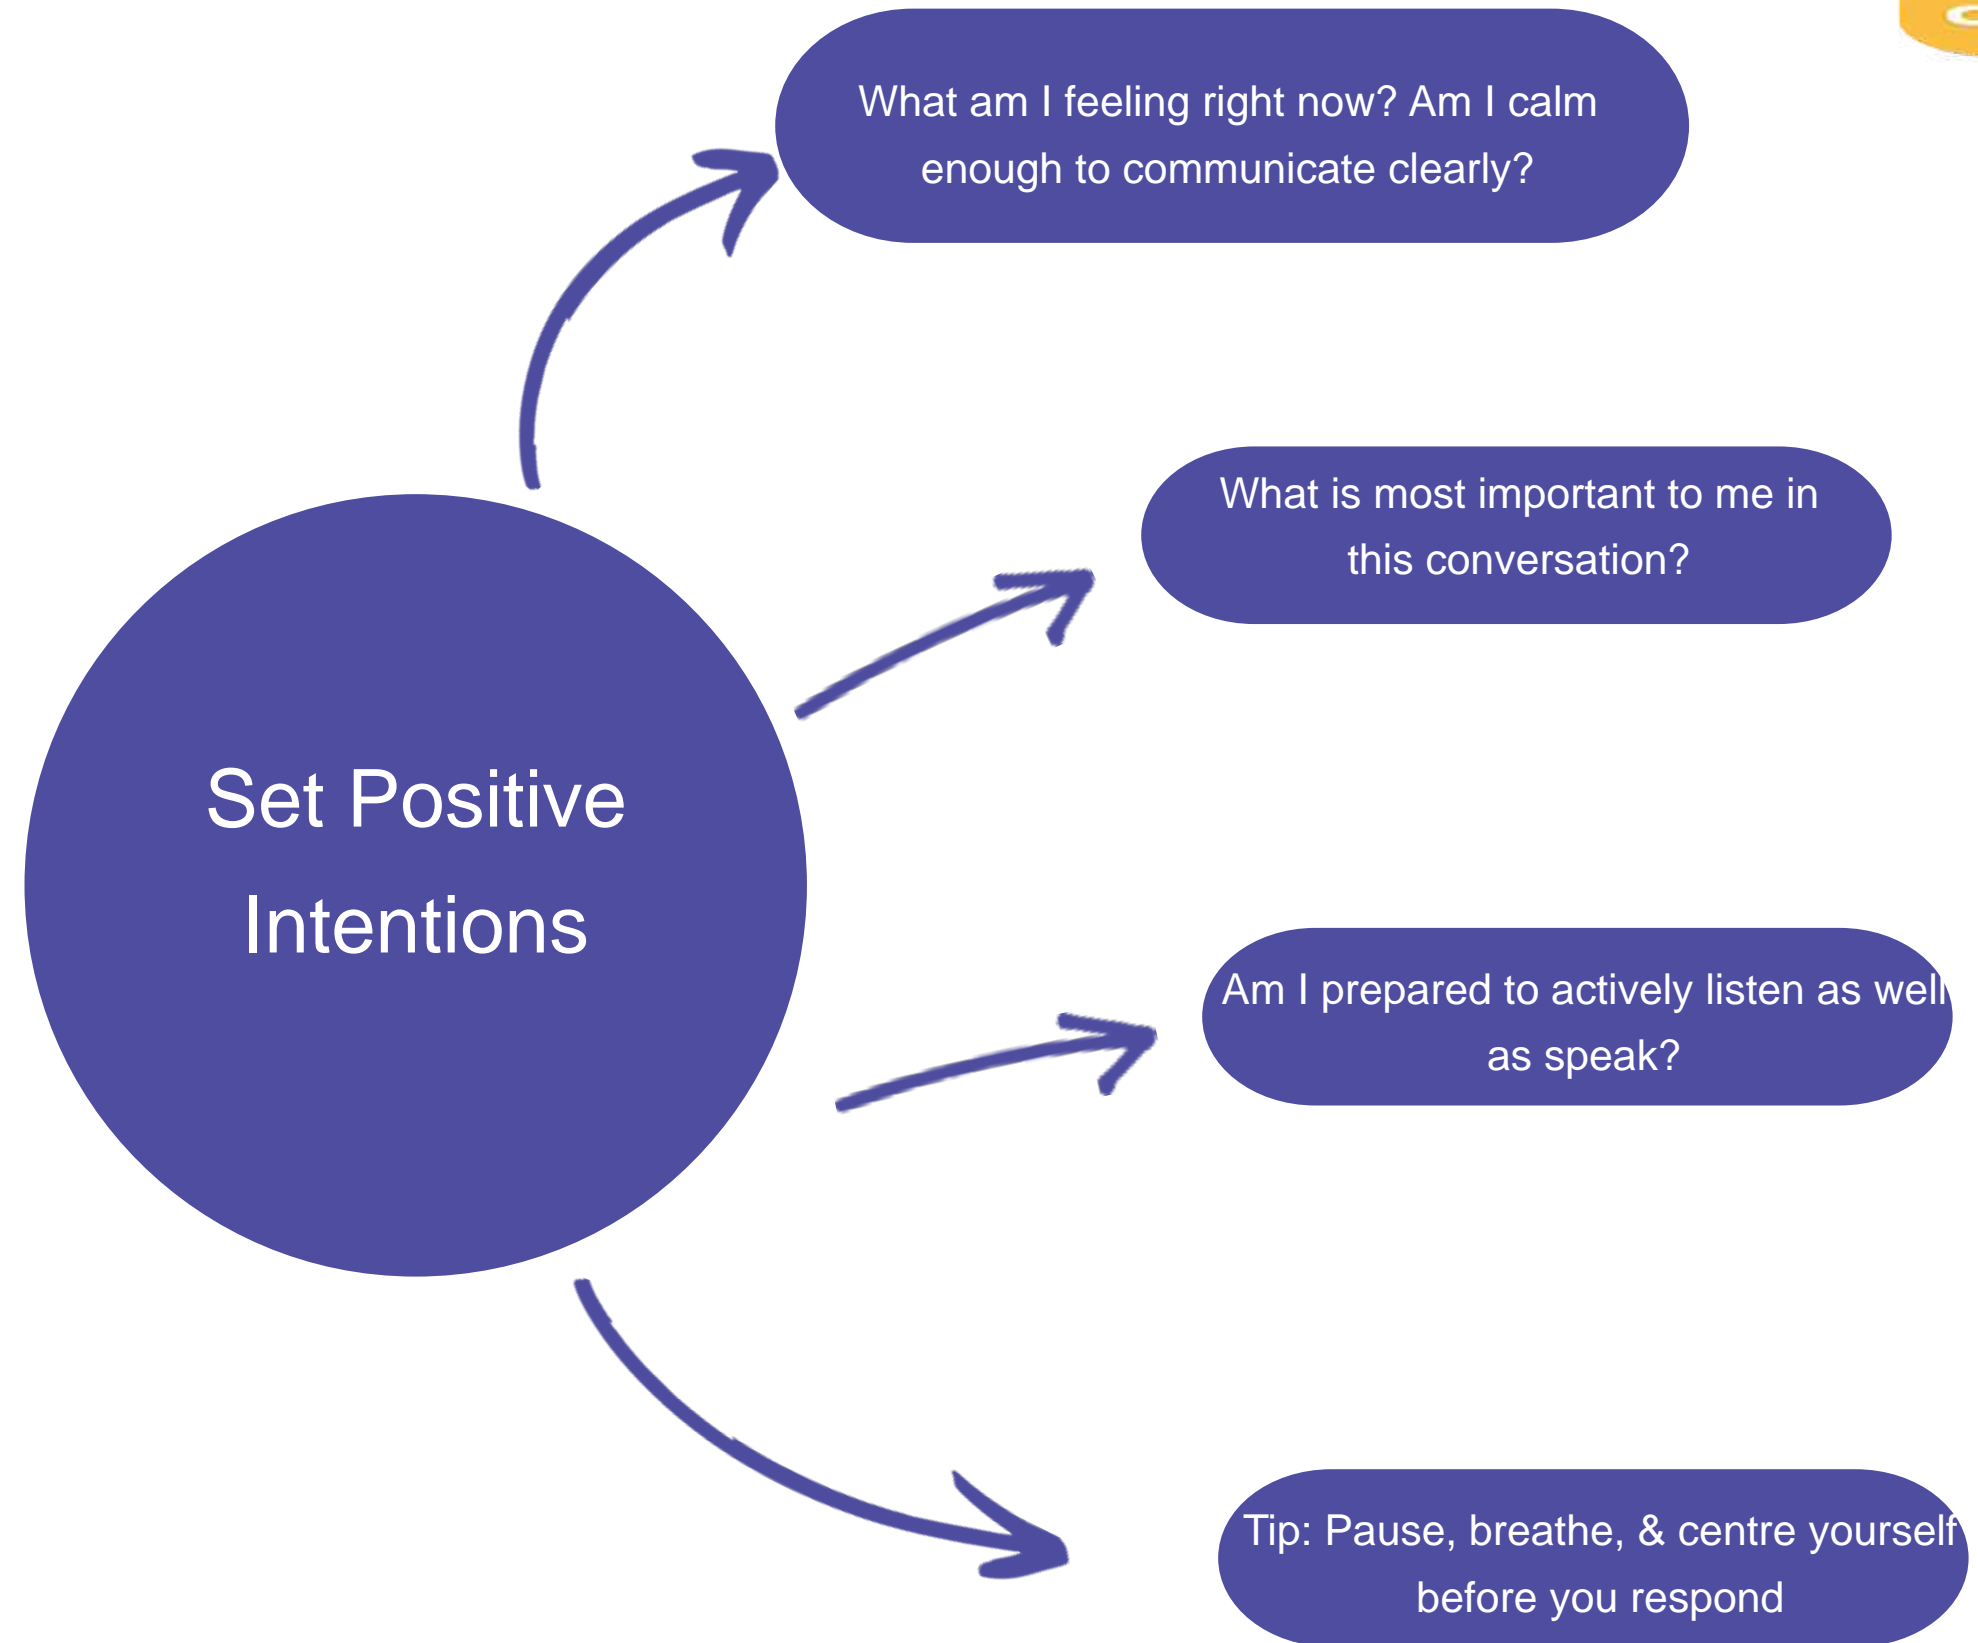 What am I feeling right now? Am I calm
enough to communicate clearly?
What is most important to me in
this conversation?
Set Positive
Intentions
Am I prepared to actively listen as well
as speak?
Tip: Pause, breathe, & centre yourself
before you respond